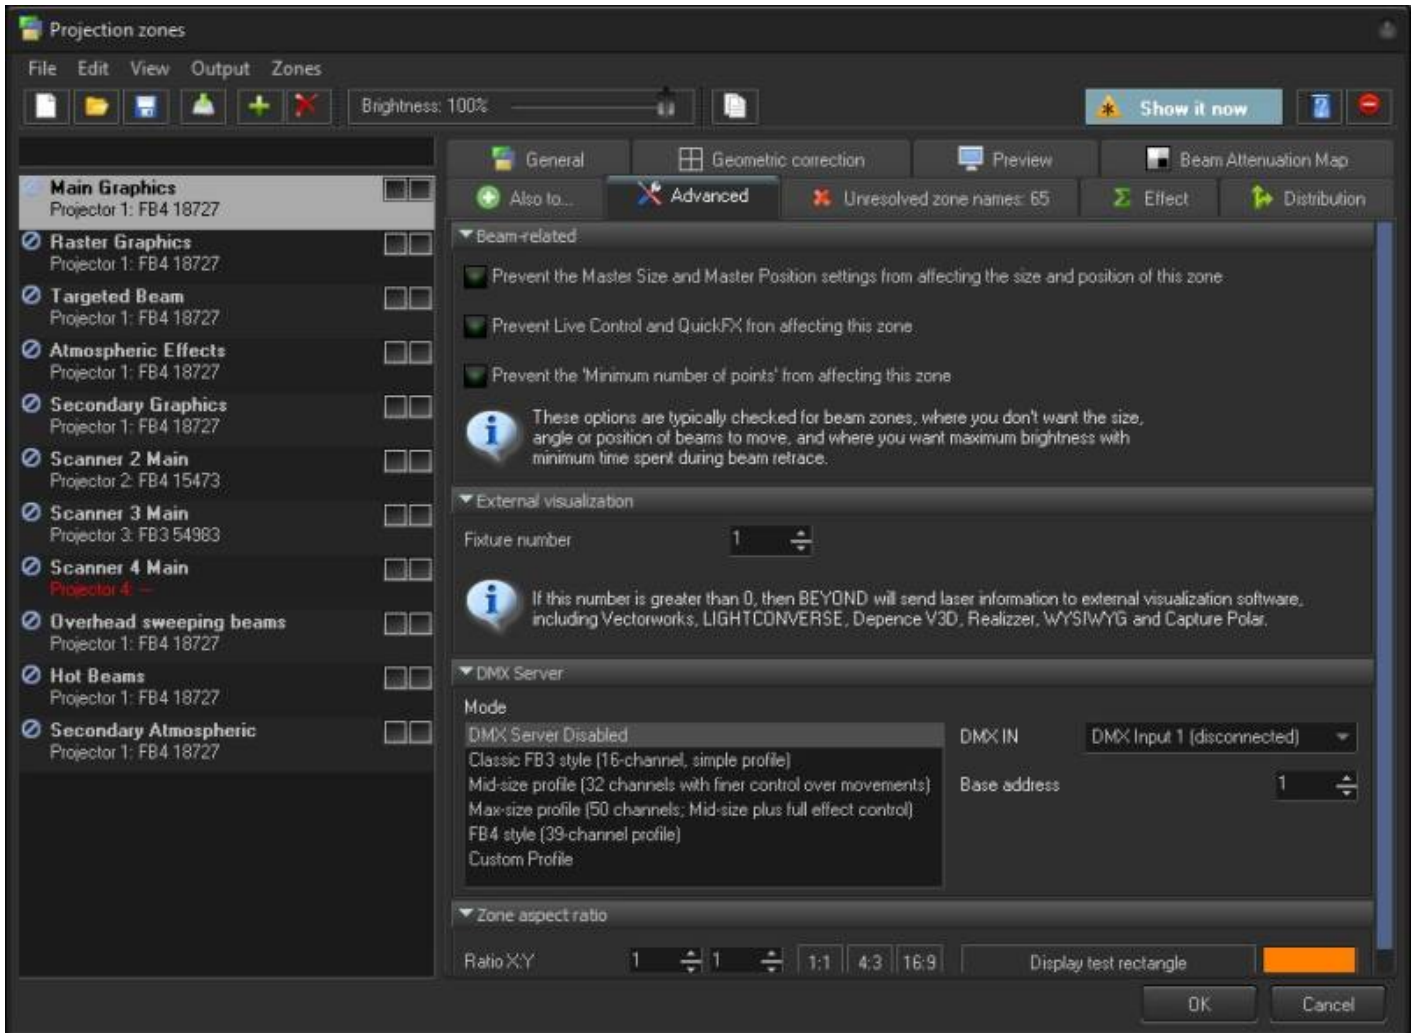 Projection zones
File Edit View Output Zones
Brightness: 100%
Show it now
General Geometric correction Preview Beam Attenuation Map
Also to... Advanced Unresolved zone names: 65 Effect Distribution
Main Graphics
Projector 1: FB4 18727
Raster Graphics
Projector 1: FB4 18727
Targeted Beam
Projector 1: FB4 18727
Atmospheric Effects
Projector 1: FB4 18727
Secondary Graphics
Projector 1: FB4 18727
Scanner 2 Main
Projector 2: FB4 15473
Scanner 3 Main
Projector 3: FB3 54983
Scanner 4 Main
Projector 4: --
Overhead sweeping beams
Projector 1: FB4 18727
Hot Beams
Projector 1: FB4 18727
Secondary Atmospheric
Projector 1: FB4 18727
Beam-related
Prevent the Master Size and Master Position settings from affecting the size and position of this zone
Prevent Live Control and QuickFX fron affecting this zone
Prevent the 'Minimum number of points' from affecting this zone
These options are typically checked for beam zones, where you don't want the size,
angle or position of beams to move, and where you want maximum brightness with
minimum time spent during beam retrace.
External visualization
Fixture number 1
If this number is greater than 0, then BEYOND will send laser information to external visualization software,
including Vectorworks, LIGHTCONVERSE, Depence V3D, Realizzer, WYSIWYG and Capture Polar.
DMX Server
Mode
DMX Server Disabled
Classic FB3 style (16-channel, simple profile)
Mid-size profile (32 channels with finer control over movements)
Max-size profile (50 channels; Mid-size plus full effect control)
FB4 style (39-channel profile)
Custom Profile
DMX IN DMX Input 1 (disconnected)
Base address 1
Zone aspect ratio
Ratio X:Y 1 1 1:1 4:3 16:9 Display test rectangle
OK Cancel